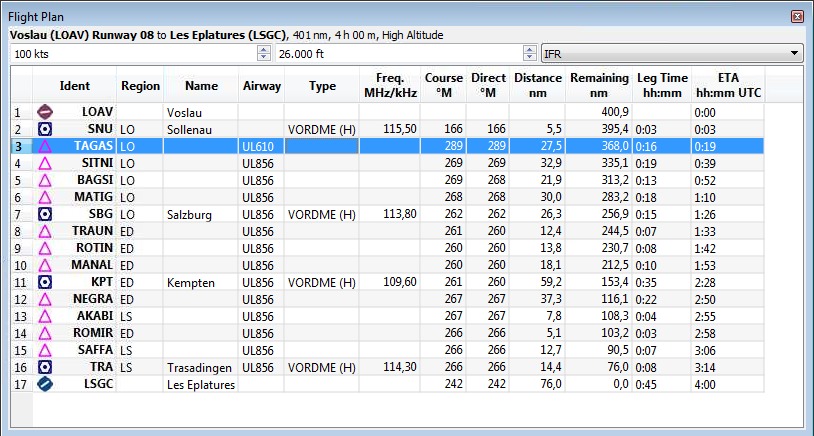 Flight Plan
Voslau (LOAV) Runway 08 to Les Eplatures (LSGC), 401 nm, 4 h 00 m, High Altitude
100 kts 26.000 ft IFR
Ident Region Name Airway Type Freq. MHz/kHz Course °M Direct °M Distance nm Remaining nm Leg Time hh:mm ETA hh:mm UTC
1 LOAV Voslau 400,9 0:00
2 SNU LO Sollenau VORDME (H) 115,50 166 166 5,5 395,4 0:03 0:03
3 TAGAS LO UL610 289 289 27,5 368,0 0:16 0:19
4 SITNI LO UL856 269 269 32,9 335,1 0:19 0:39
5 BAGSI LO UL856 269 268 21,9 313,2 0:13 0:52
6 MATIG LO UL856 268 268 30,0 283,2 0:18 1:10
7 SBG LO Salzburg UL856 VORDME (H) 113,80 262 262 26,3 256,9 0:15 1:26
8 TRAUN ED UL856 261 260 12,4 244,5 0:07 1:33
9 ROTIN ED UL856 260 260 13,8 230,7 0:08 1:42
10 MANAL ED UL856 260 260 18,1 212,5 0:10 1:53
11 KPT ED Kempten UL856 VORDME (H) 109,60 261 260 59,2 153,4 0:35 2:28
12 NEGRA ED UL856 267 260 37,3 116,1 0:22 2:50
13 AKABI LS UL856 267 267 7,8 108,3 0:04 2:55
14 ROMIR ED UL856 266 266 5,1 103,2 0:03 2:58
15 SAFFA LS UL856 266 266 12,7 90,5 0:07 3:06
16 TRA LS Trasadingen UL856 VORDME (H) 114,30 266 266 14,4 76,0 0:08 3:14
17 LSGC Les Eplatures 242 242 76,0 0,0 0:45 4:00